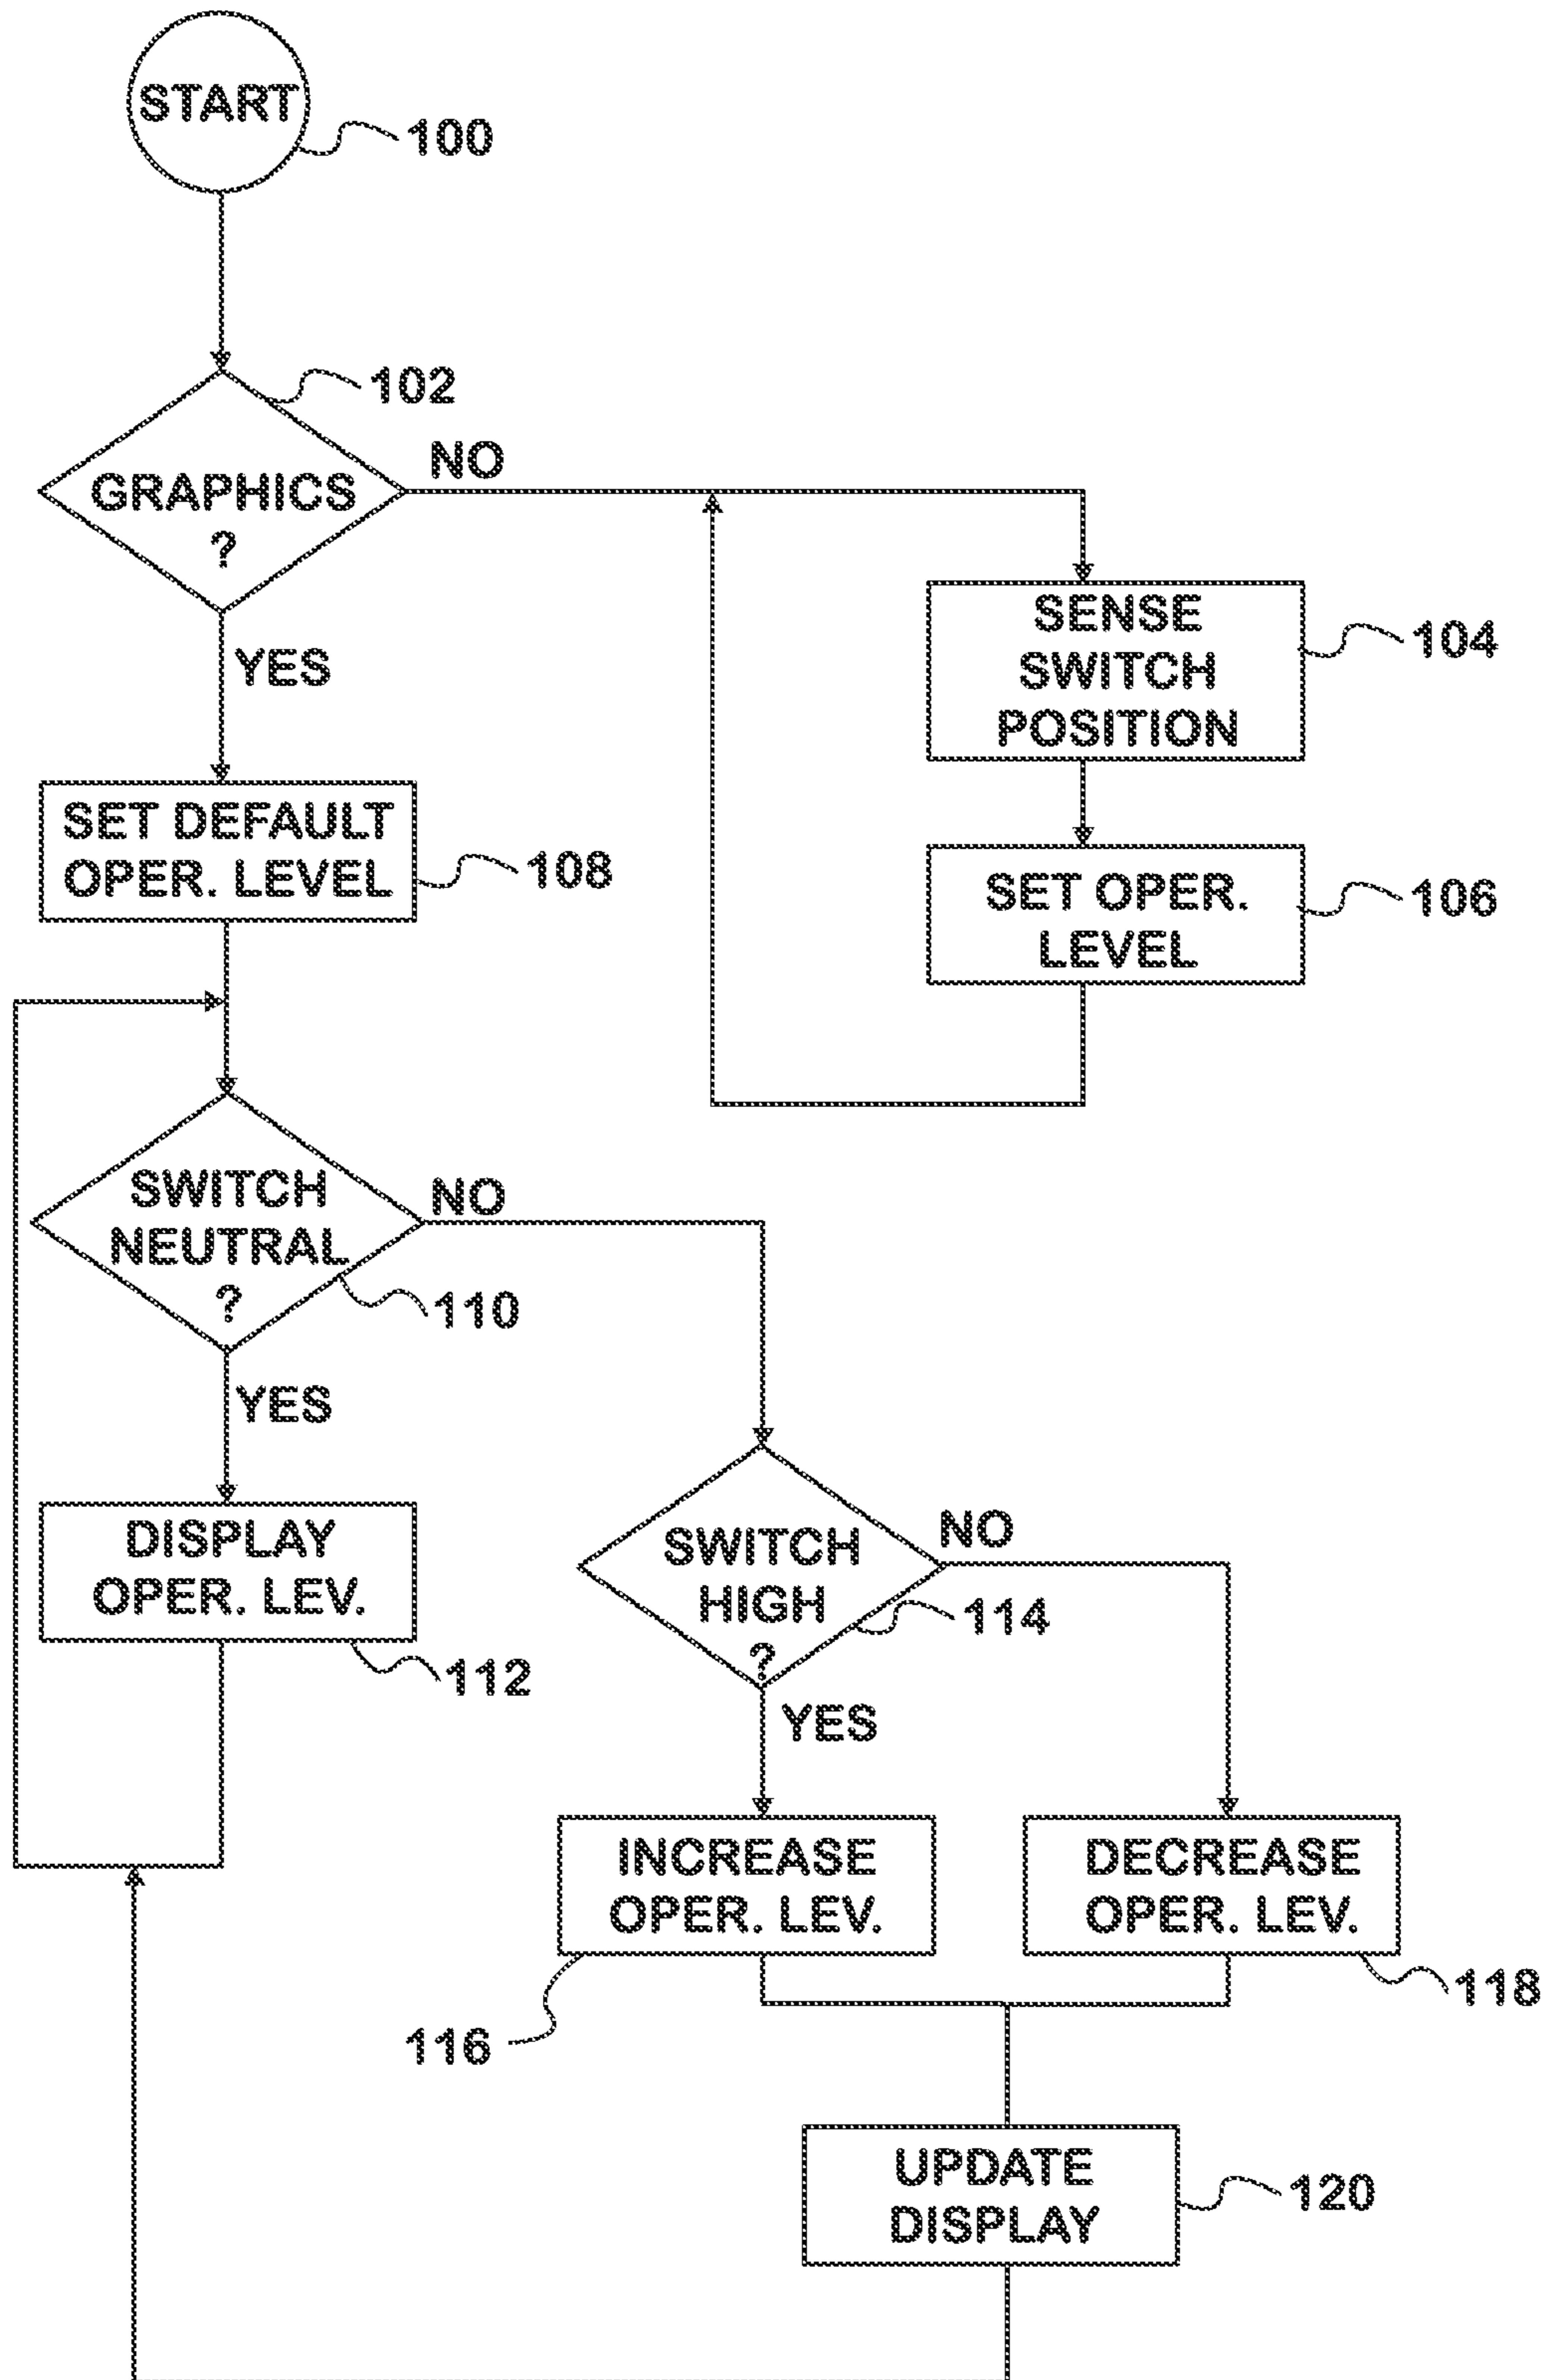 START
100
102
GRAPHICS
?
NO
YES
SENSE
SWITCH
POSITION
104
SET OPER.
LEVEL
106
SET DEFAULT
OPER. LEVEL
108
SWITCH
NEUTRAL
?
NO
110
YES
DISPLAY
OPER. LEV.
112
SWITCH
HIGH
?
NO
114
YES
INCREASE
OPER. LEV.
116
DECREASE
OPER. LEV.
118
UPDATE
DISPLAY
120